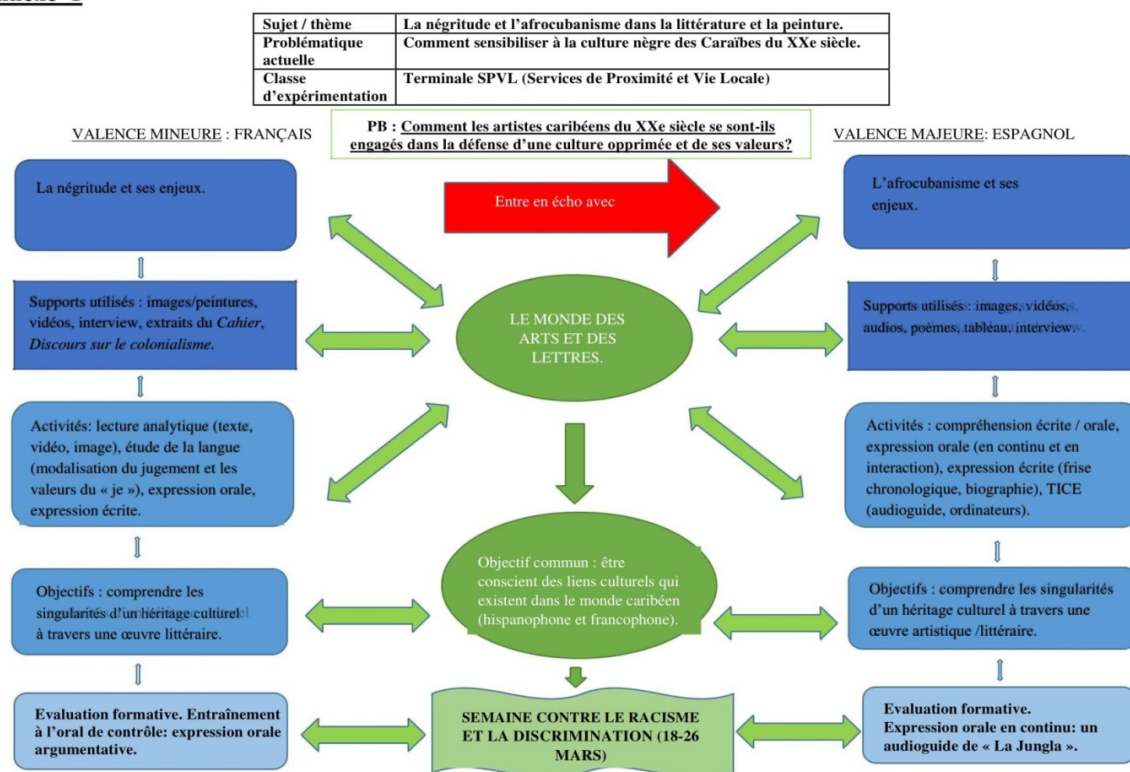 Sujet / thème
La négritude et l'afrocubanisme dans la littérature et la peinture.
Problématique
actuelle
Comment sensibiliser à la culture nègre des Caraïbes du XXe siècle.
Classe
d'expérimentation
Terminale SPVL (Services de Proximité et Vie Locale)
VALENCE MINEURE : FRANÇAIS
PB : Comment les artistes caribéens du XXe siècle se sont-ils
engagés dans la défense d'une culture opprimée et de ses valeurs?
VALENCE MAJEURE: ESPAGNOL
La négritude et ses enjeux.
Entre en écho avec
L'afrocubanisme et ses
enjeux.
Supports utilisés : images/peintures,
vidéos, interview, extraits du Cahier,
Discours sur le colonialisme.
LE MONDE DES
ARTS ET DES
LETTRES.
Supports utilisés : images, vidéos,
audios, poèmes, tableau, interview.
Activités: lecture analytique (texte,
vidéo, image), étude de la langue
(modalisation du jugement et les
valeurs du « je »), expression orale,
expression écrite.
Activités : compréhension écrite / orale,
expression orale (en continu et en
interaction), expression écrite (frise
chronologique, biographie), TICE
(audioguide, ordinateurs).
Objectifs : comprendre les
singularités d'un héritage culturel
à travers une œuvre littéraire.
Objectif commun : être
conscient des liens culturels qui
existent dans le monde caribéen
(hispanophone et francophone).
Objectifs : comprendre les singularités
d'un héritage culturel à travers une
œuvre artistique /littéraire.
Evaluation formative. Entraînement
à l'oral de contrôle: expression orale
argumentative.
SEMAINE CONTRE LE RACISME
ET LA DISCRIMINATION (18-26
MARS)
Evaluation formative.
Expression orale en continu: un
audioguide de « La Jungla ».